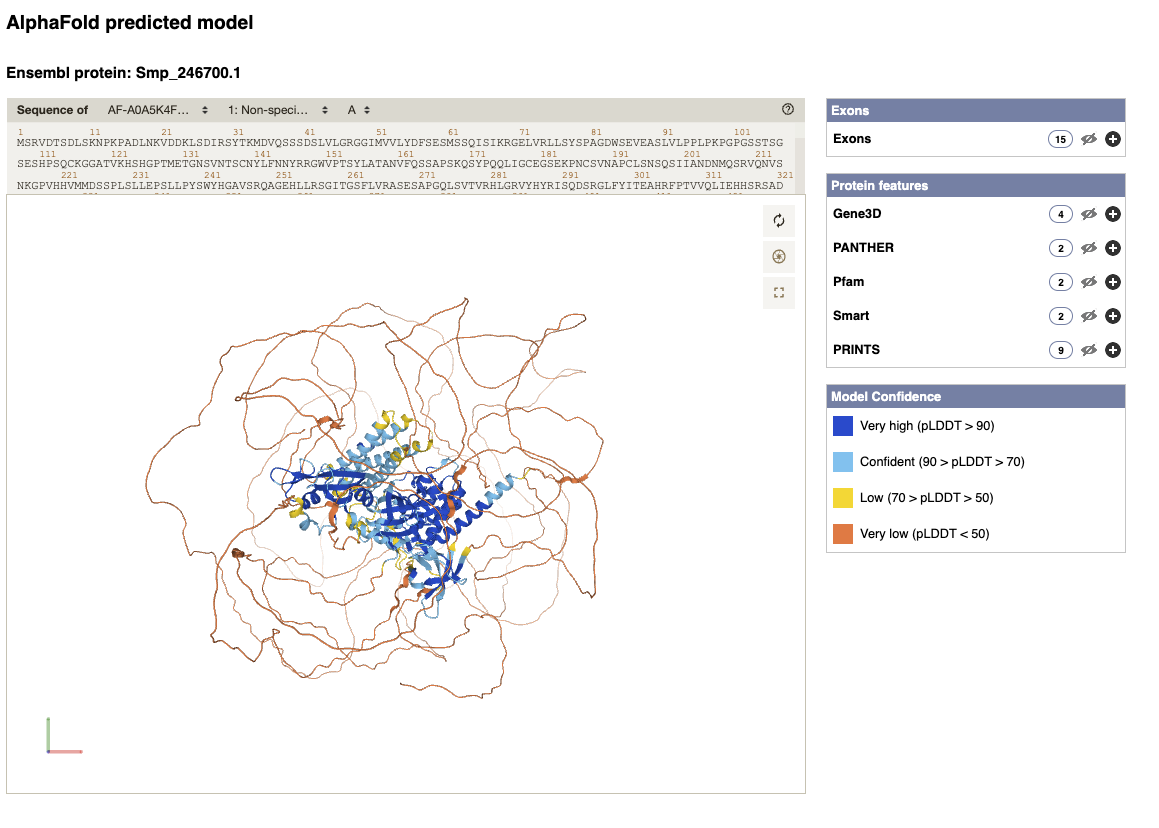 AlphaFold predicted model
Ensembl protein: Smp_246700.1
Sequence of AF-A0A5K4F... 1: Non-speci... A
1 11 21 31 41 51 61 71 81 91 101
MSRVDTSDLSKNPKPADLNKVDDKLSDIRSYTKMDVQSSSDSLVLGRGGIMVVLYDFSESMSSQISIKRGELVRLLSYSPAGDWSEVEASLVLPPLPKPGPGSSTSG
111 121 131 141 151 161 171 181 191 201 211
SESHPSQCKGGATVKHSHGPTMETGNSVNTSCNYLFNNYRRGWVPTSYLATANVFQSSAPSKQSYPQQLIGCEGSEKPNCSVNAPCLSNSQSIIANDNMQSRVQNVS
221 231 241 251 261 271 281 291 301 311 321
NKGPVHHVMMDSSPLSLLEPSLLPYSWYHGAVSRQAGEHLLRSGITGSFLVRASESAPGQLSVTVRHLGRVYHYRISQDSRGLFYITEAHRFPTVVQLIEHHSRSAD
Exons
Exons 15
Protein features
Gene3D 4
PANTHER 2
Pfam 2
Smart 2
PRINTS 9
Model Confidence
Very high (pLDDT > 90)
Confident (90 > pLDDT > 70)
Low (70 > pLDDT > 50)
Very low (pLDDT < 50)